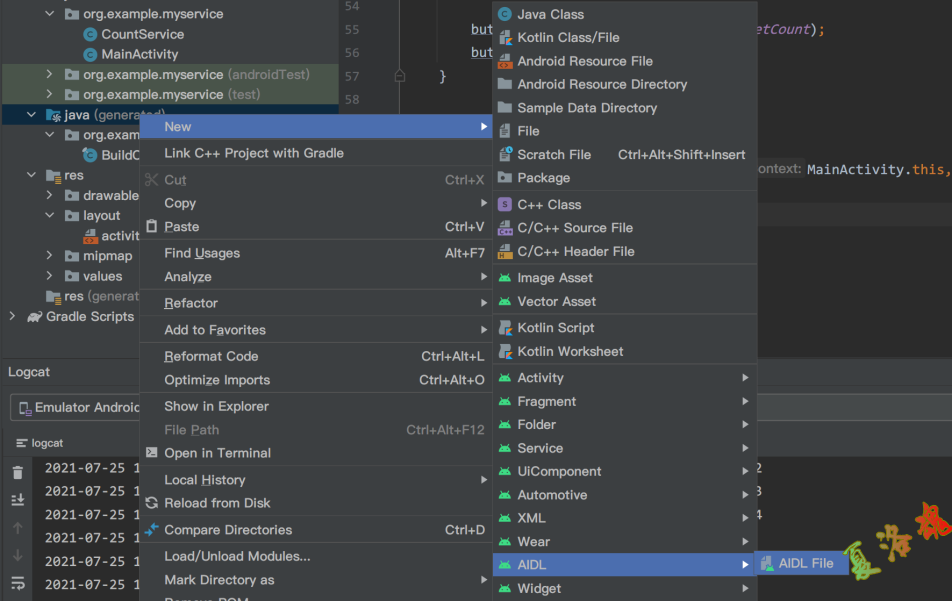 org.example.myservice
CountService
MainActivity
org.example.myservice (androidTest)
org.example.myservice (test)
java (generated)
org.exam
BuildC
res
drawable
layout
activit
mipmap
values
res (generat
Gradle Scripts
54
55
56
57
58
but
but
}
etCount);
ontext: MainActivity.this,
New
Link C++ Project with Gradle
Cut Ctrl+X
Copy
Paste Ctrl+V
Find Usages Alt+F7
Analyze
Refactor
Add to Favorites
Reformat Code Ctrl+Alt+L
Optimize Imports Ctrl+Alt+O
Show in Explorer
File Path Ctrl+Alt+F12
Open in Terminal
Local History
Reload from Disk
Compare Directories Ctrl+D
Load/Unload Modules...
Mark Directory as
Remove BOM
Java Class
Kotlin Class/File
Android Resource File
Android Resource Directory
Sample Data Directory
File
Scratch File Ctrl+Alt+Shift+Insert
Package
C++ Class
C/C++ Source File
C/C++ Header File
Image Asset
Vector Asset
Kotlin Script
Kotlin Worksheet
Activity
Fragment
Folder
Service
UiComponent
Automotive
XML
Wear
AIDL
Widget
AIDL File
Logcat
Emulator Androic
logcat
2021-07-25 1
2021-07-25 1
2021-07-25 1
2021-07-25 1
2021-07-25 1
2021-07-25 1
2
3
4